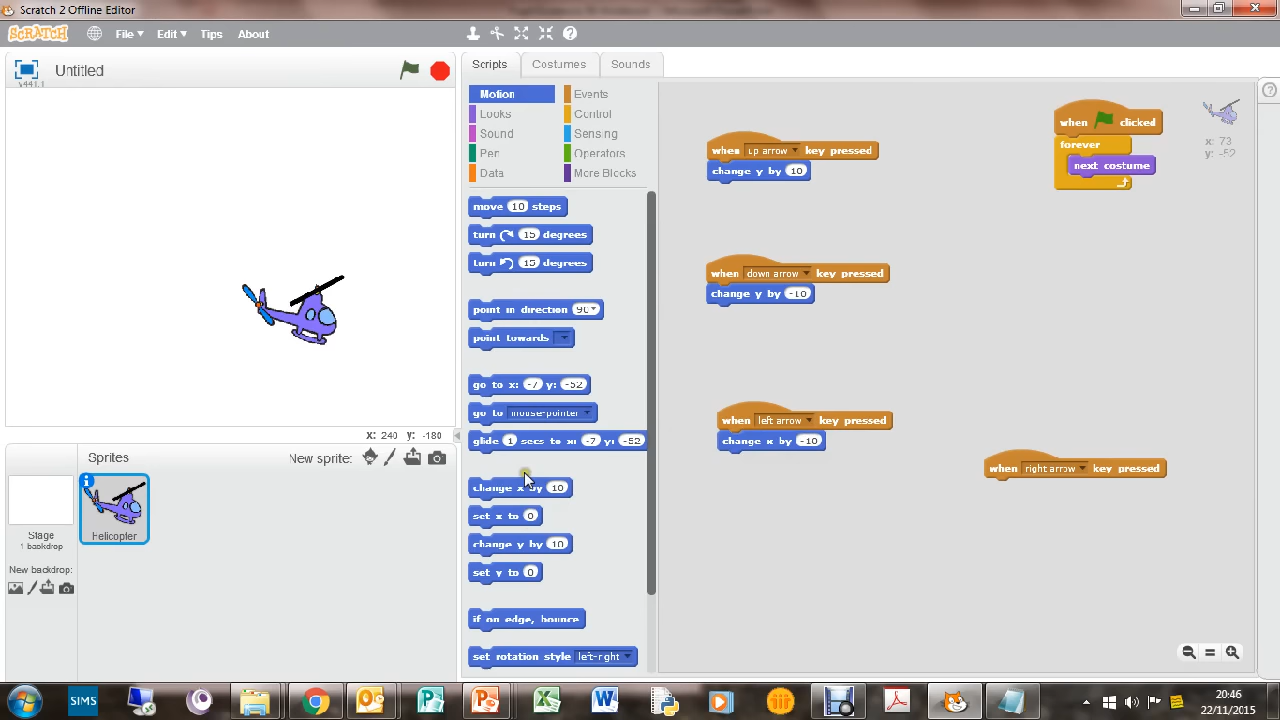 Scratch 2 Offline Editor
SCRATCH File Edit Tips About
Untitled
v441.1
Scripts Costumes Sounds
Motion Events
Looks Control
Sound Sensing
Pen Operators
Data More Blocks
move 10 steps
turn 15 degrees
turn 15 degrees
point in direction 90
point towards
go to x: -7 y: -52
go to mouse-pointer
glide 1 secs to x: -7 y: -52
change x by 10
set x to 0
change y by 10
set y to 0
if on edge, bounce
set rotation style left-right
when up arrow key pressed
change y by 10
when down arrow key pressed
change y by -10
when left arrow key pressed
change x by -10
when right arrow key pressed
when clicked
forever
next costume
x: 73
y: -52
x: 240 y: -180
Sprites New sprite:
Stage
1 backdrop
New backdrop:
Helicopter
SIMS
20:46
22/11/2015